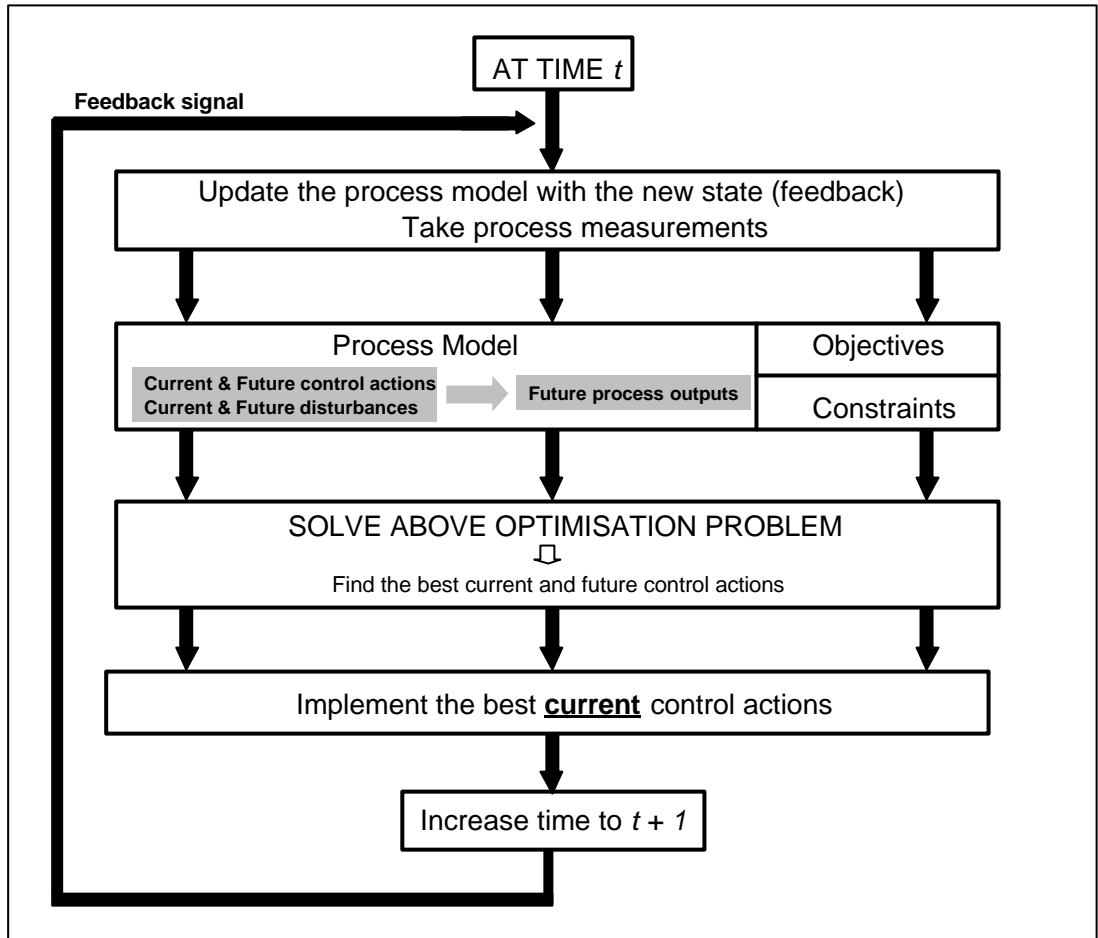 AT TIME t
Feedback signal
Update the process model with the new state (feedback)
Take process measurements
Process Model
Current & Future control actions
Current & Future disturbances
Future process outputs
Objectives
Constraints
SOLVE ABOVE OPTIMISATION PROBLEM
Find the best current and future control actions
Implement the best current control actions
Increase time to t + 1